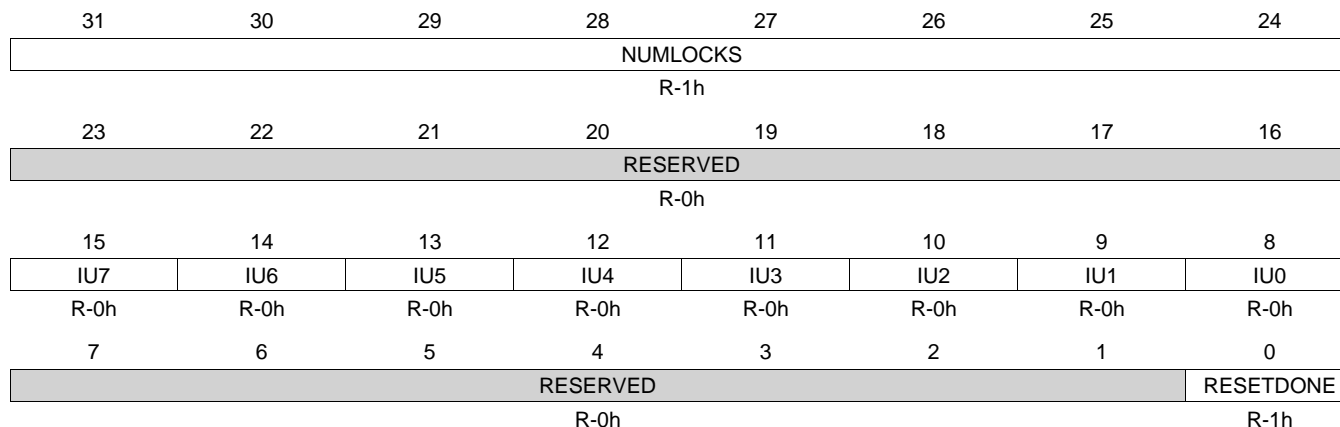 31 30 29 28 27 26 25 24
NUMLOCKS
R-1h
23 22 21 20 19 18 17 16
RESERVED
R-0h
15 14 13 12 11 10 9 8
IU7 IU6 IU5 IU4 IU3 IU2 IU1 IU0
R-0h R-0h R-0h R-0h R-0h R-0h R-0h R-0h
7 6 5 4 3 2 1 0
RESERVED RESETDONE
R-0h R-1h